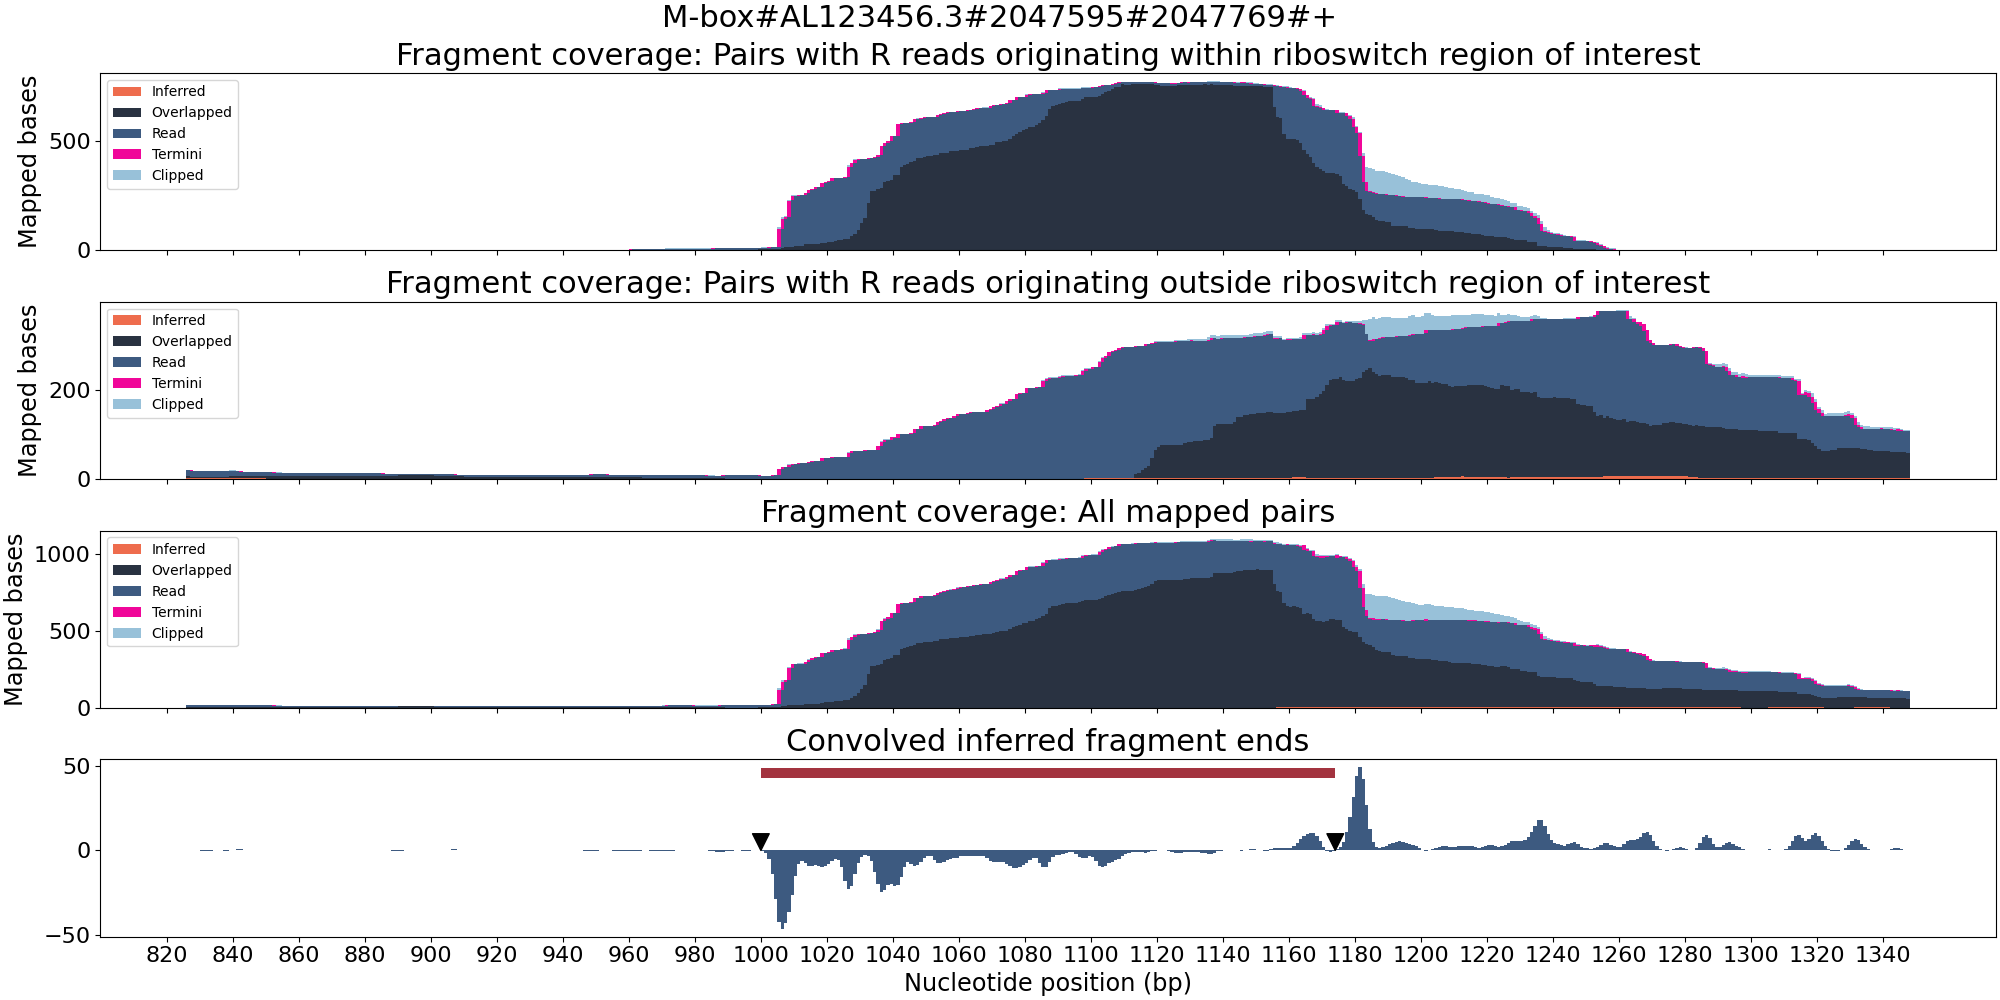 M-box#AL123456.3#2047595#2047769#+
Fragment coverage: Pairs with R reads originating within riboswitch region of interest
Mapped bases
500
0
Inferred
Overlapped
Read
Termini
Clipped
Fragment coverage: Pairs with R reads originating outside riboswitch region of interest
Mapped bases
200
0
Inferred
Overlapped
Read
Termini
Clipped
Fragment coverage: All mapped pairs
Mapped bases
1000
500
0
Inferred
Overlapped
Read
Termini
Clipped
Convolved inferred fragment ends
50
0
−50
820 840 860 880 900 920 940 960 980 1000 1020 1040 1060 1080 1100 1120 1140 1160 1180 1200 1220 1240 1260 1280 1300 1320 1340
Nucleotide position (bp)